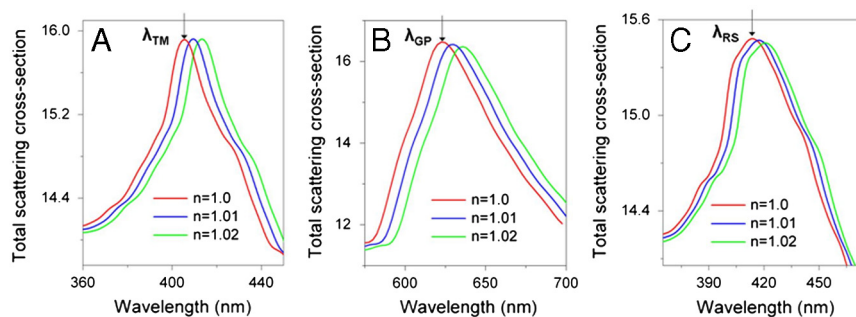 A
λTM
Total scattering cross-section
16.0
15.2
14.4
n=1.0
n=1.01
n=1.02
360
400
440
Wavelength (nm)
B
λGP
Total scattering cross-section
16
14
12
n=1.0
n=1.01
n=1.02
600
650
700
Wavelength (nm)
C
λRS
Total scattering cross-section
15.6
15.0
14.4
n=1.0
n=1.01
n=1.02
390
420
450
Wavelength (nm)